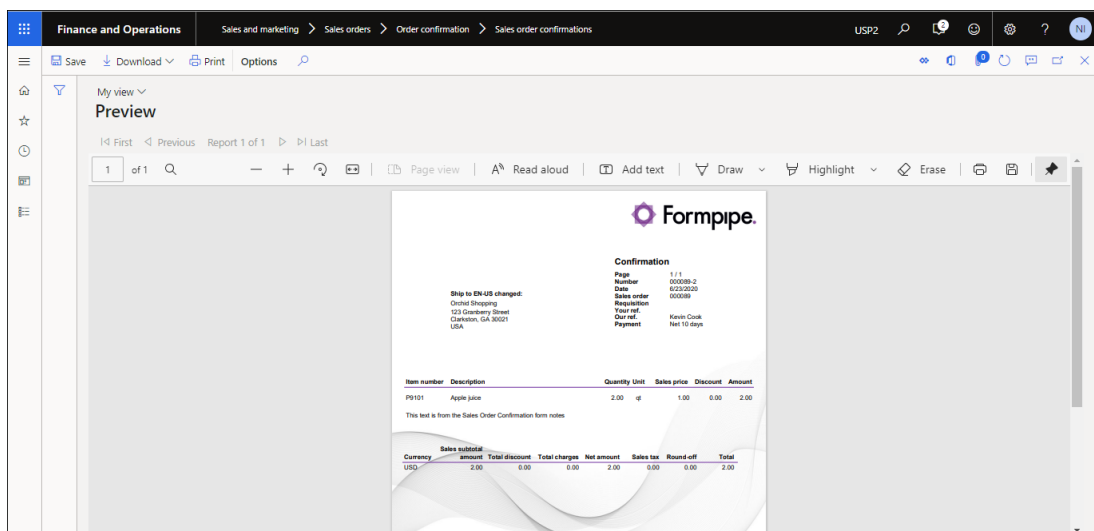 Finance and Operations Sales and marketing Sales orders Order confirmation Sales order confirmations USP2 2 ? NI
Save Download Print Options 0
My view
Preview
First Previous Report 1 of 1 Last
1 of 1 Page view Read aloud Add text Draw Highlight Erase
Formpipe.
Confirmation
Page 1 / 1
Number 000089-2
Date 6/23/2020
Sales order 000089
Requisition
Your ref.
Our ref. Kevin Cook
Payment Net 10 days
Ship to EN-US changed:
Orchid Shopping
123 Granberry Street
Clarkston, GA 30021
USA
Item number Description Quantity Unit Sales price Discount Amount
P9101 Apple juice 2.00 qt 1.00 0.00 2.00
This text is from the Sales Order Confirmation form notes
Currency Sales subtotal amount Total discount Total charges Net amount Sales tax Round-off Total
USD 2.00 0.00 0.00 2.00 0.00 0.00 2.00